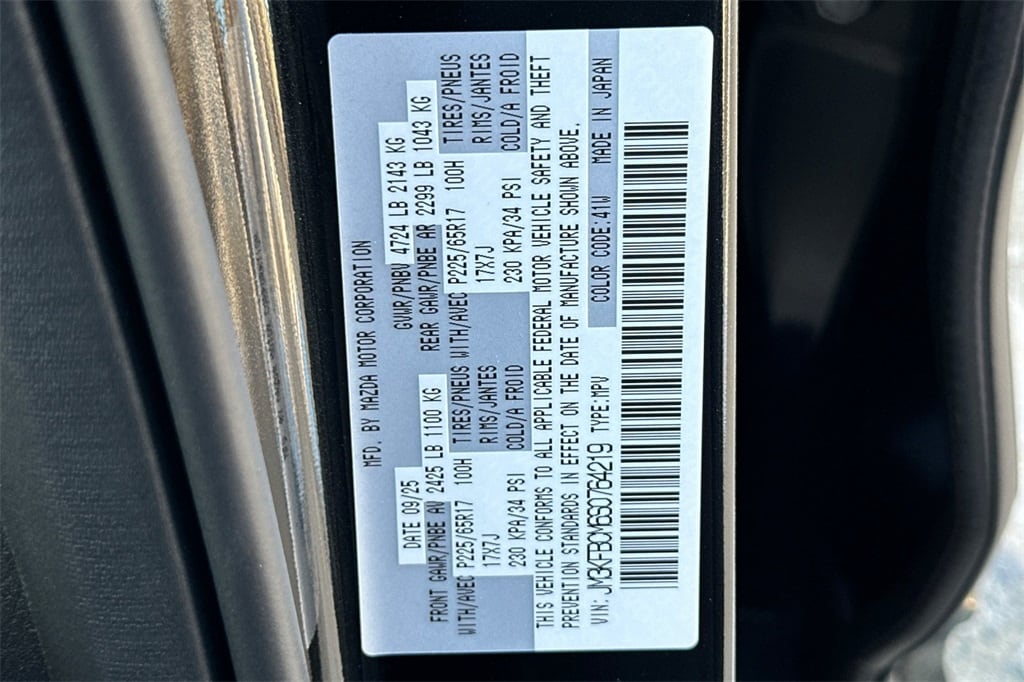 MFD. BY MAZDA MOTOR CORPORATION
DATE 09/25 GVWR/PNBV 4724 LB 2143 KG
FRONT GAWR/PNBE AV 2425 LB 1100 KG REAR GAWR/PNBE AR 2299 LB 1043 KG
WITH/AVEC P225/65R17 100H TIRES/PNEUS WITH/AVEC P225/65R17 100H TIRES/PNEUS
17X7J RIMS/JANTES 17X7J RIMS/JANTES
230 KPA/34 PSI COLD/A FROID 230 KPA/34 PSI COLD/A FROID
THIS VEHICLE CONFORMS TO ALL APPLICABLE FEDERAL MOTOR VEHICLE SAFETY AND THEFT
PREVENTION STANDARDS IN EFFECT ON THE DATE OF MANUFACTURE SHOWN ABOVE.
VIN: JM3KFBCM6S0764219 TYPE:MPV COLOR CODE:41W MADE IN JAPAN